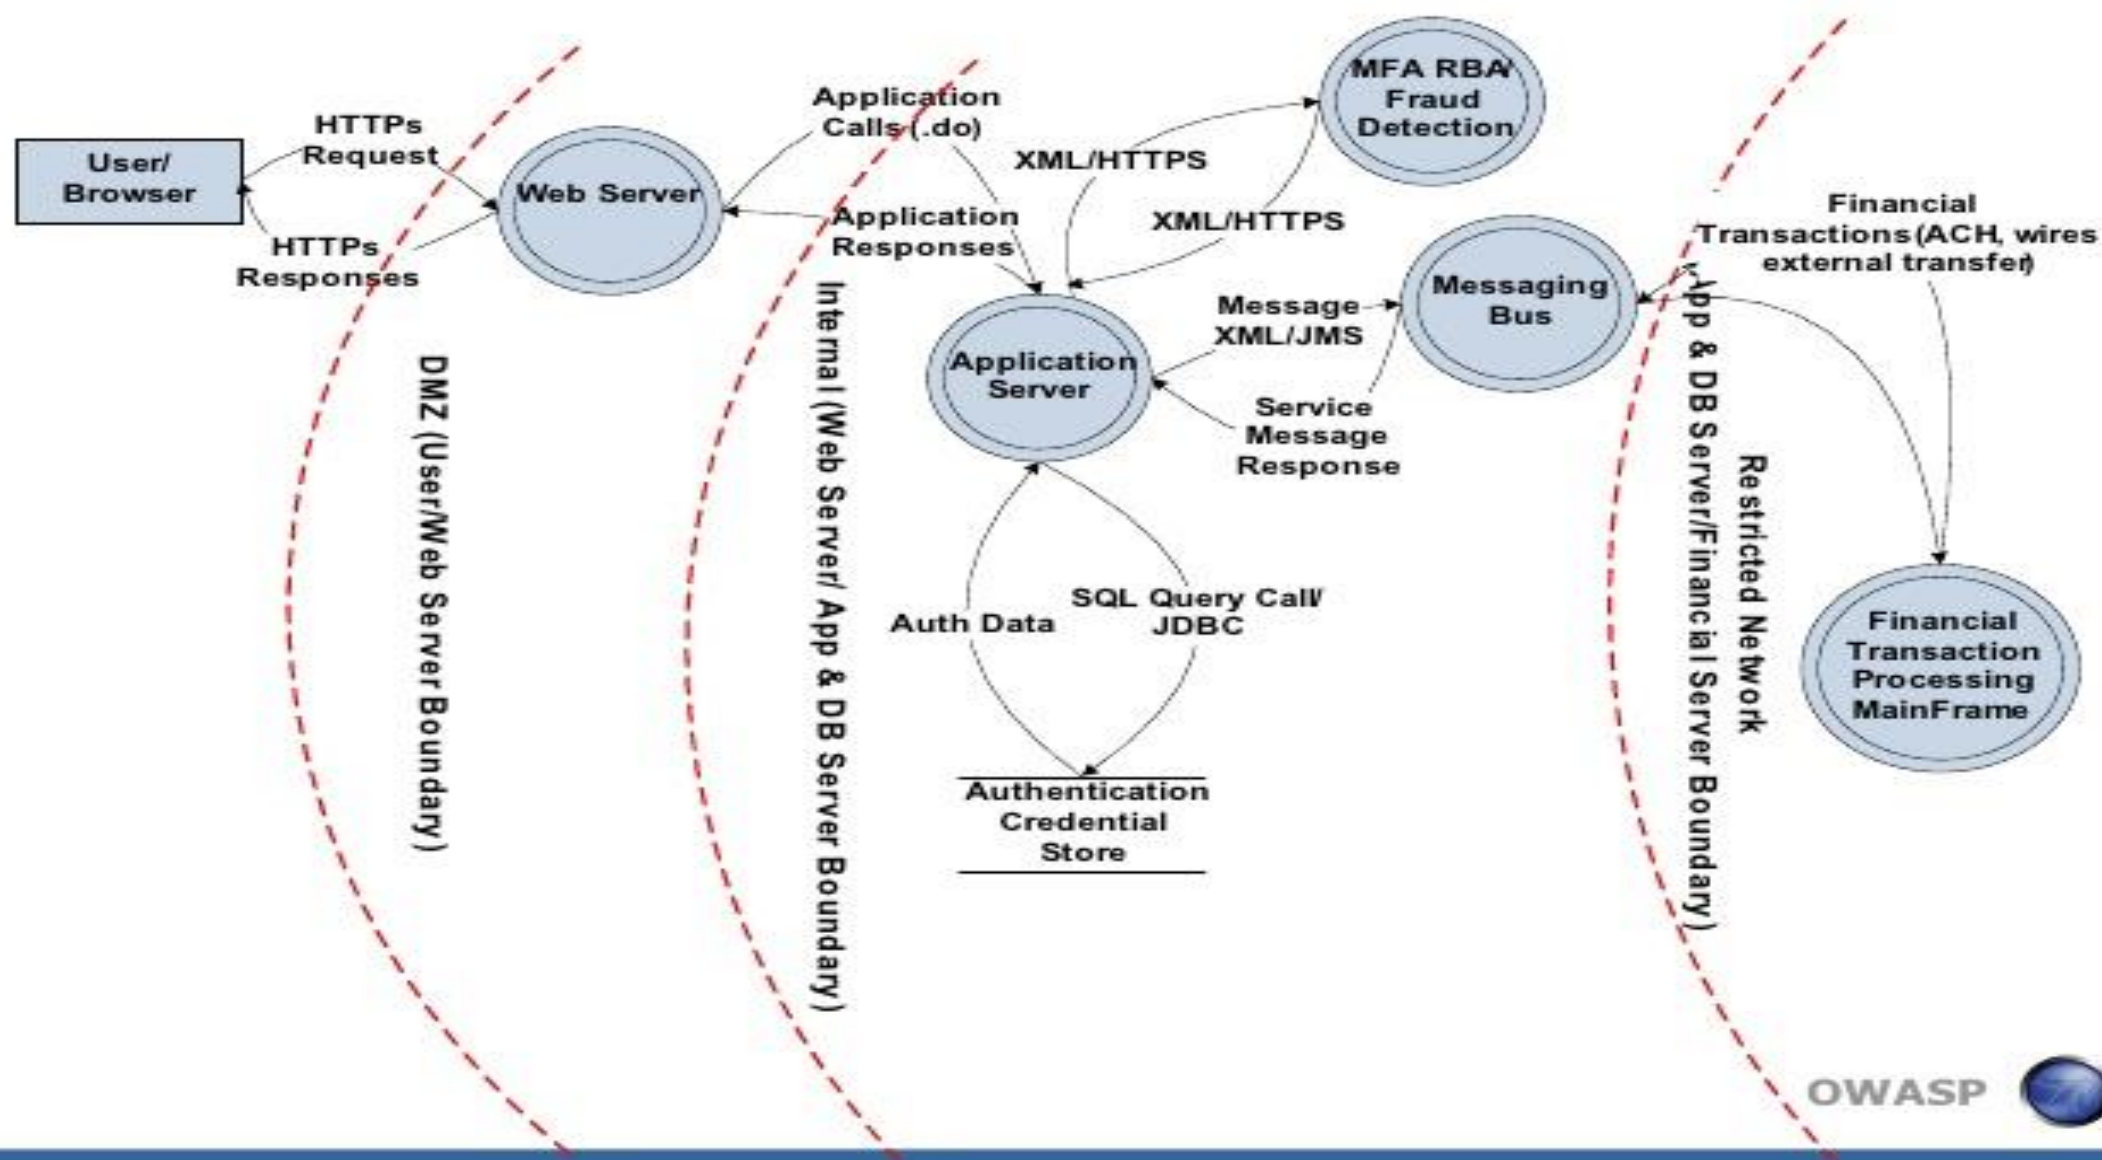 User/
Browser
HTTPs
Request
HTTPs
Responses
DMZ (User/Web Server Boundary)
Web Server
Application
Calls (.do)
Application
Responses
Internal (Web Server/ App & DB Server Boundary)
XML/HTTPS
XML/HTTPS
MFA RBA/
Fraud
Detection
Application
Server
Message
XML/JMS
Service
Message
Response
Messaging
Bus
Auth Data
SQL Query Call/
JDBC
Authentication
Credential
Store
Financial
Transactions(ACH, wires
external transfer)
App & DB Server/Financial Server Boundary)
Restricted Network
Financial
Transaction
Processing
MainFrame
OWASP